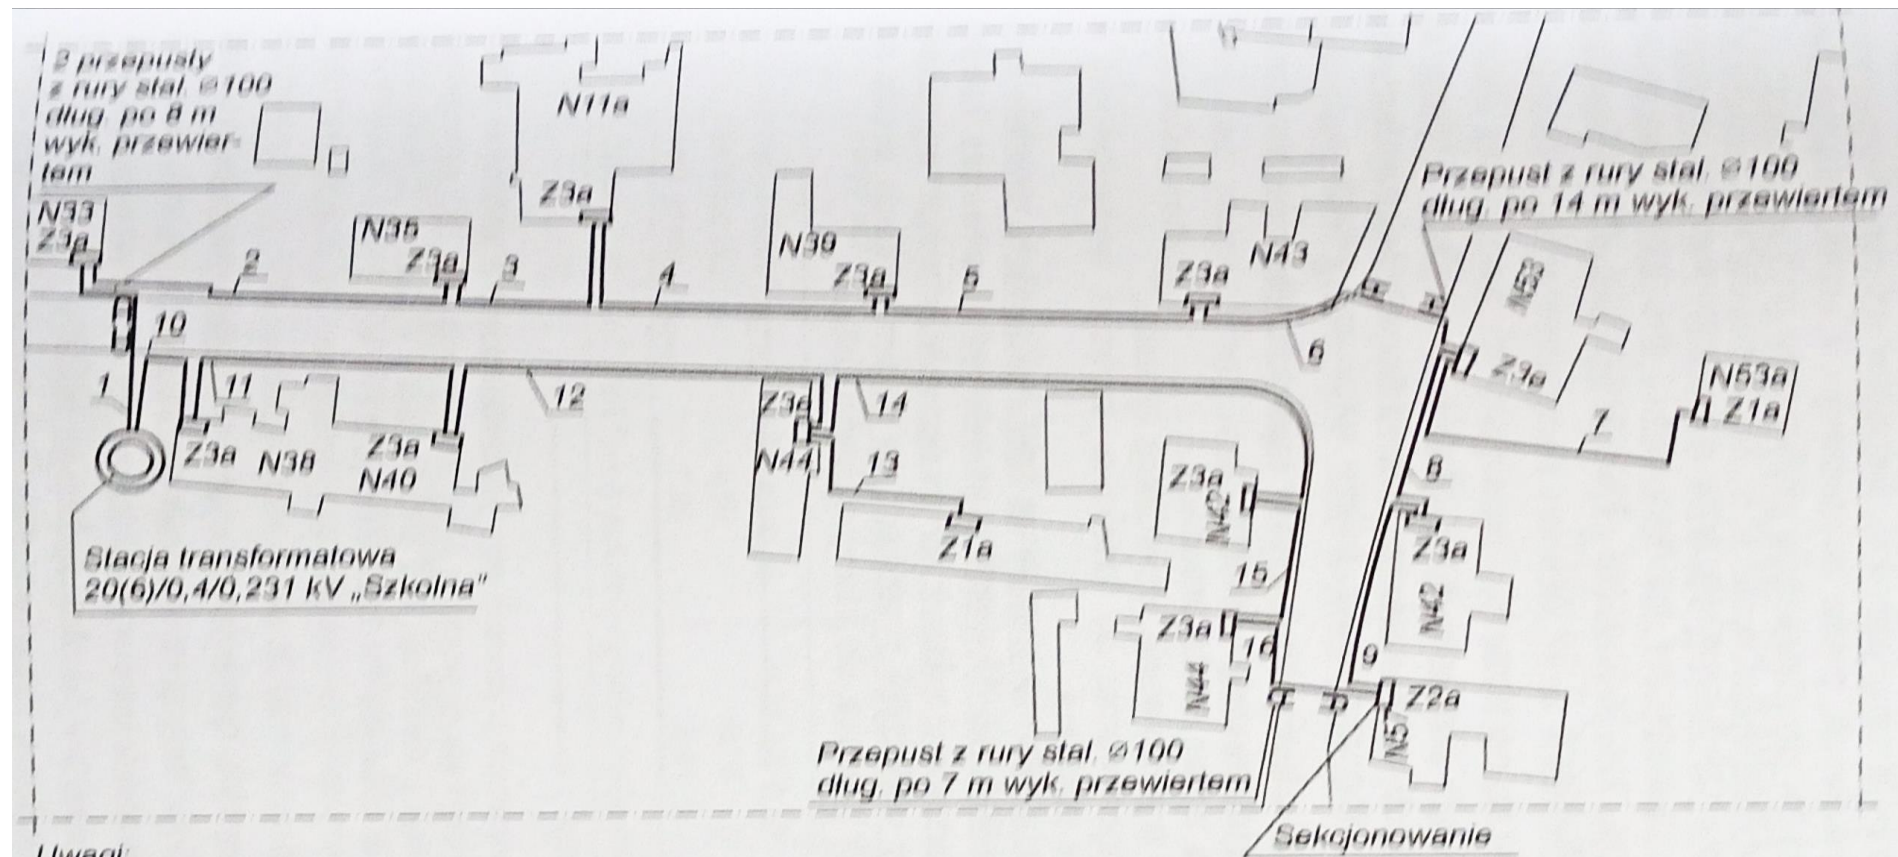 przepusty
z rury stal. ⌀100
dług. po 8 m
wyk. przewier-
tem
N33
Z3a
N35
Z3a
N11a
Z3a
N39
Z3a
Z3a
N43
Przepust z rury stal. ⌀100
dług. po 14 m wyk. przewiertem
N53
Z3a
N53a
Z1a
2
3
4
5
6
7
8
9
10
1
11
12
14
13
15
16
Z3a
N38
Z3a
N40
Z3a
N44
Z1a
Z3a
N42
Z3a
N44
Z3a
N42
Z2a
N57
Stacja transformatowa
20(6)/0,4/0,231 kV „Szkolna”
Przepust z rury stal. ⌀100
dług. po 7 m wyk. przewiertem
Sekcjonowanie
Uwagi: